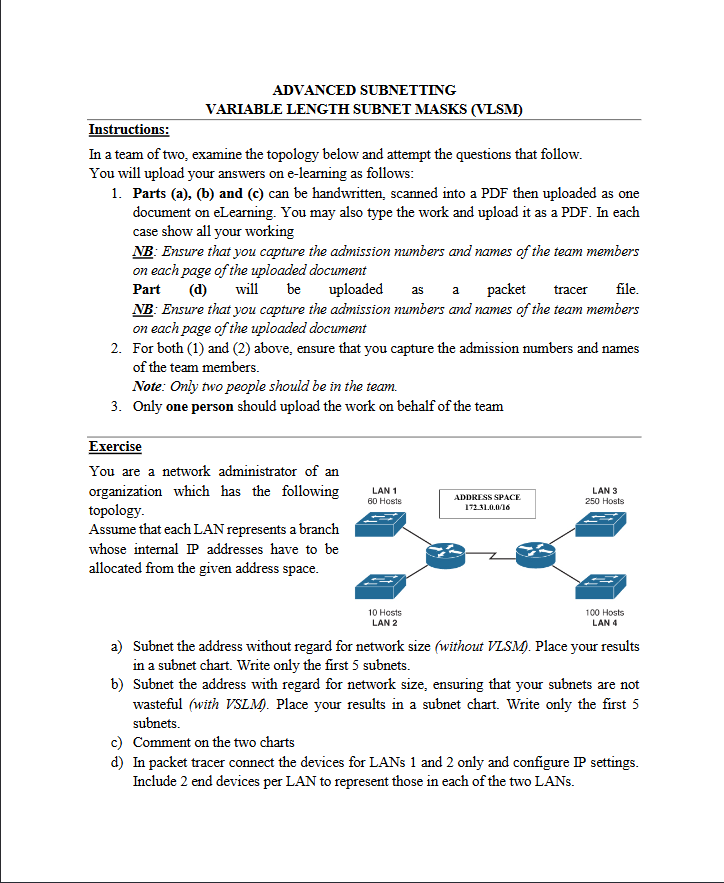 ADVANCED SUBNETTING
VARIABLE LENGTH SUBNET MASKS (VLSM)
Instructions:
In a team of two, examine the topology below and attempt the questions that follow.
You will upload your answers on e-learning as follows:
1. Parts (a), (b) and (c) can be handwritten, scanned into a PDF then uploaded as one
document on eLearning. You may also type the work and upload it as a PDF. In each
case show all your working
NB: Ensure that you capture the admission numbers and names of the team members
on each page of the uploaded document
Part (d) will be uploaded as a packet tracer file.
NB: Ensure that you capture the admission numbers and names of the team members
on each page of the uploaded document
2. For both (1) and (2) above, ensure that you capture the admission numbers and names
of the team members.
Note: Only two people should be in the team.
3. Only one person should upload the work on behalf of the team
Exercise
You are a network administrator of an
organization which has the following
topology.
Assume that each LAN represents a branch
whose internal IP addresses have to be
allocated from the given address space.
LAN 1
60 Hosts
ADDRESS SPACE
172.31.0.0/16
LAN 3
250 Hosts
10 Hosts
LAN 2
100 Hosts
LAN 4
a) Subnet the address without regard for network size (without VLSM). Place your results
in a subnet chart. Write only the first 5 subnets.
b) Subnet the address with regard for network size, ensuring that your subnets are not
wasteful (with VSLM). Place your results in a subnet chart. Write only the first 5
subnets.
c) Comment on the two charts
d) In packet tracer connect the devices for LANs 1 and 2 only and configure IP settings.
Include 2 end devices per LAN to represent those in each of the two LANs.